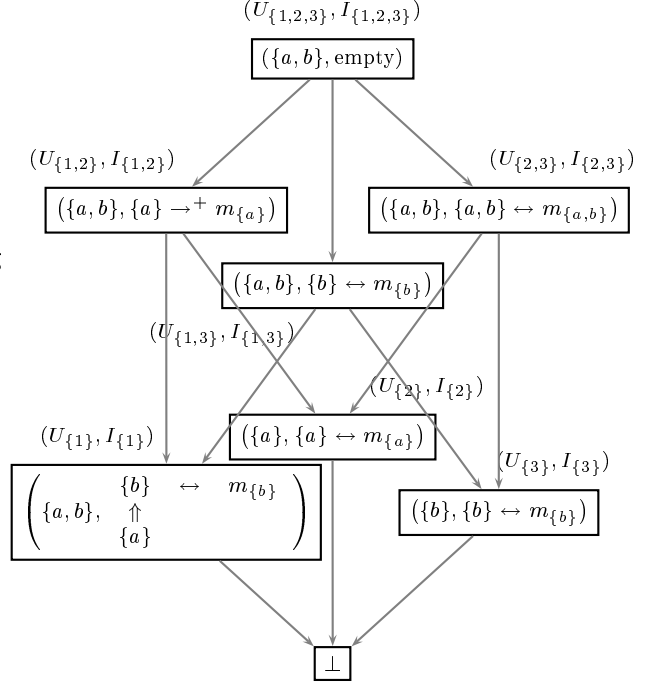 (U_{1,2,3}, I_{1,2,3})
({a, b}, empty)
(U_{1,2}, I_{1,2})
(U_{2,3}, I_{2,3})
({a, b}, {a} →⁺ m_{a})
({a, b}, {a, b} ↔ m_{a,b})
({a, b}, {b} ↔ m_{b})
(U_{1,3}, I_{1,3})
(U_{2}, I_{2})
(U_{1}, I_{1})
({a}, {a} ↔ m_{a})
(U_{3}, I_{3})
{b} ↔ m_{b}
({a, b}, ⇑ )
{a}
({b}, {b} ↔ m_{b})
⊥